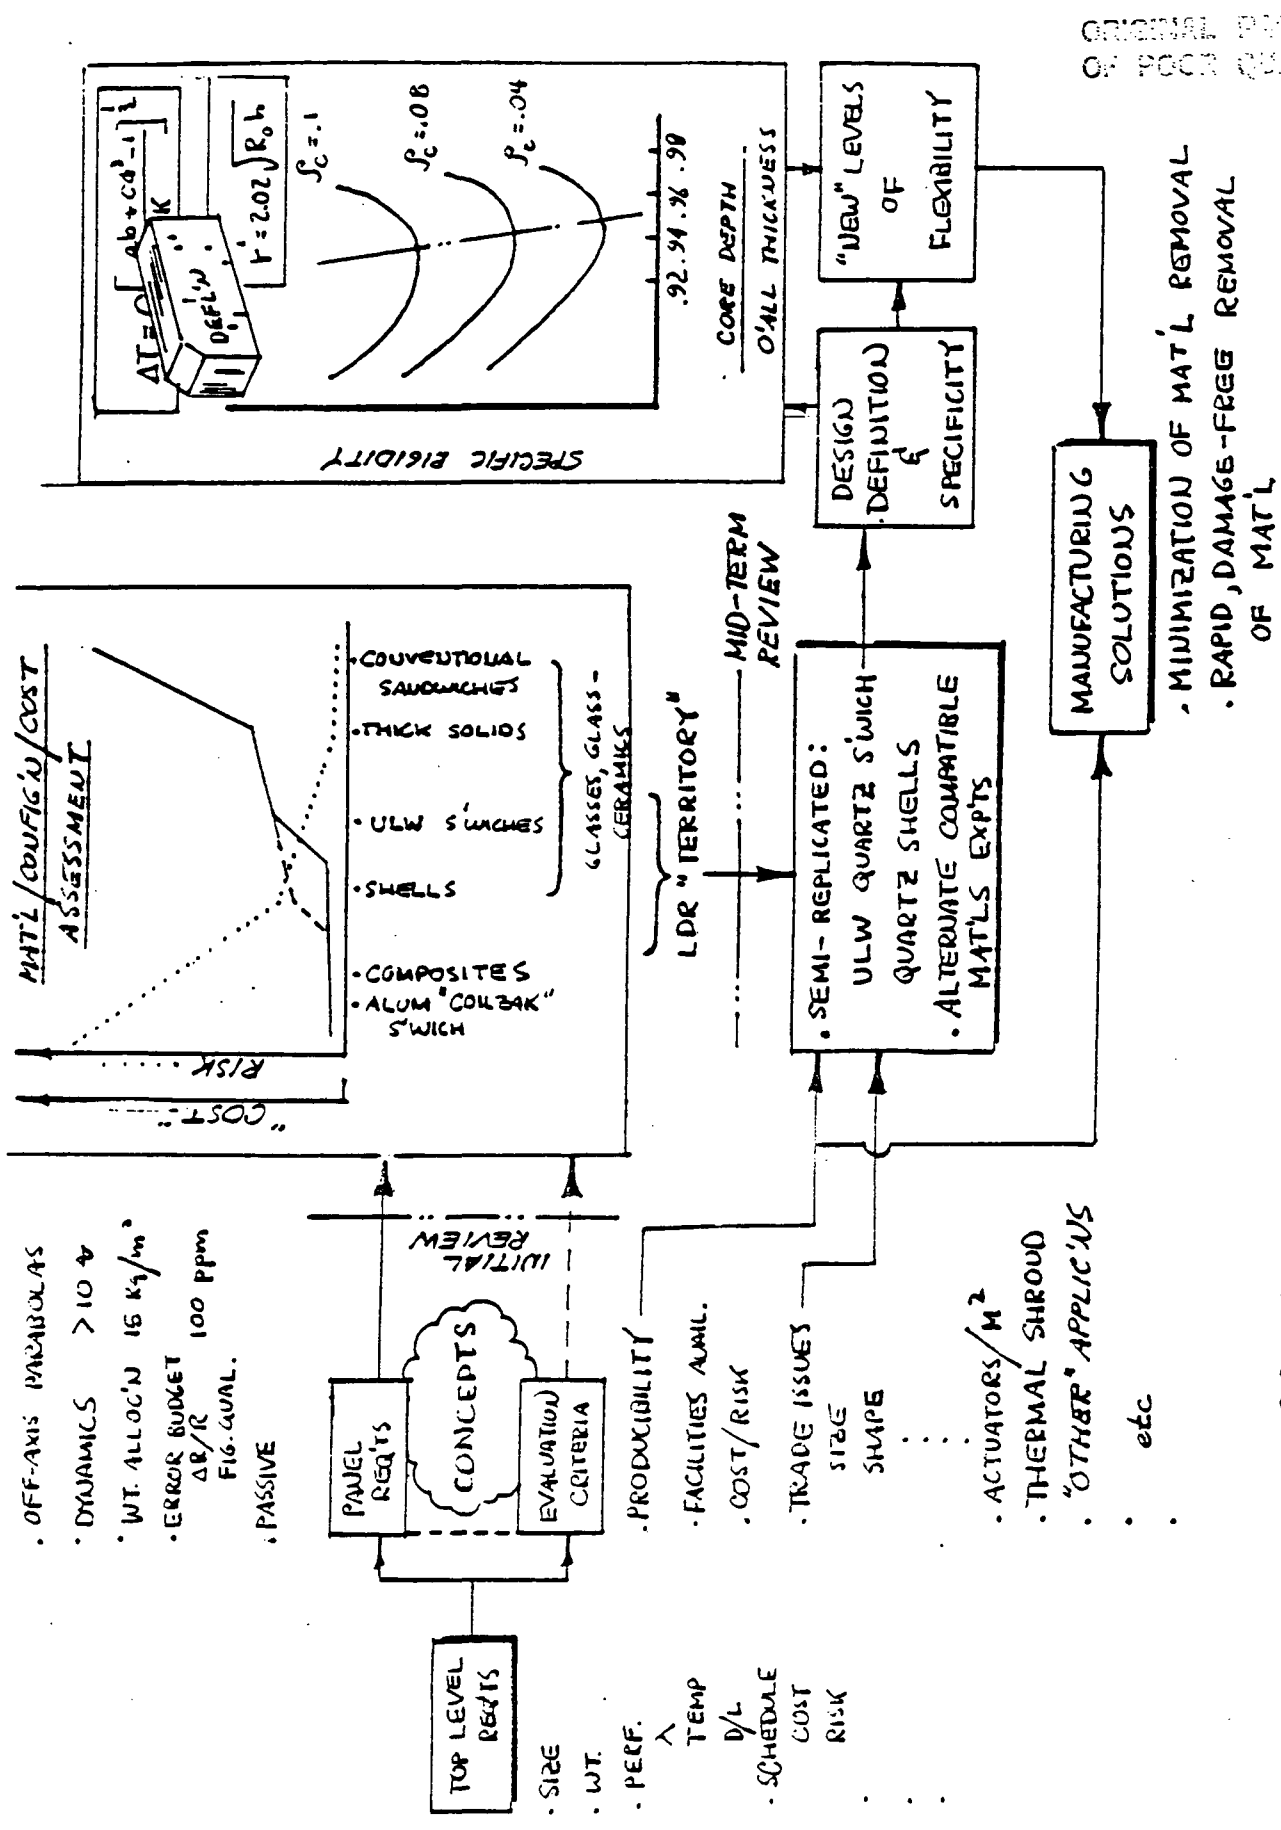 ORIGINAL
OF POOR
TOP LEVEL
REQ'TS
· SIZE
· WT.
· PERF.
λ
TEMP
D/L
· SCHEDULE
COST
RISK
· OFF-AXIS PARABOLAS
· DYNAMICS >10
· WT. ALLOC'N 15 Kg/m²
· ERROR BUDGET
ΔR/R 100 ppm
FIG. QUAL.
· PASSIVE
PANEL
REQ'TS
CONCEPTS
EVALUATION
CRITERIA
INITIAL
REVIEW
· PRODUCIBILITY
· FACILITIES AVAIL.
· COST/RISK
· TRADE ISSUES
SIZE
SHAPE
· ACTUATORS/M²
· THERMAL SHROUD
· "OTHER" APPLIC'NS
· etc
MAT'L/CONFIG'N/COST
ASSESSMENT
"COST"
RISK
· CONVENTIONAL
SANDWICHES
· THICK SOLIDS
· ULW S'WICHES
· SHELLS
· COMPOSITES
· ALUM "COILZAK"
S'WICH
GLASSES, GLASS-
CERAMICS
LDR "TERRITORY"
MID-TERM
REVIEW
· SEMI-REPLICATED:
ULW QUARTZ S'WICH
QUARTZ SHELLS
· ALTERNATE COMPATIBLE
MAT'LS EXP'TS
DEFL'N
r' = 2.02 √R₀h
SPECIFIC RIGIDITY
ρc = .1
ρc = .08
ρc = .04
.92 .94 .96 .98
CORE DEPTH
O'ALL THICKNESS
DESIGN
DEFINITION
&
SPECIFICITY
"NEW" LEVELS
OF
FLEXIBILITY
MANUFACTURING
SOLUTIONS
· MINIMIZATION OF MAT'L REMOVAL
· RAPID, DAMAGE-FREE REMOVAL
OF MAT'L